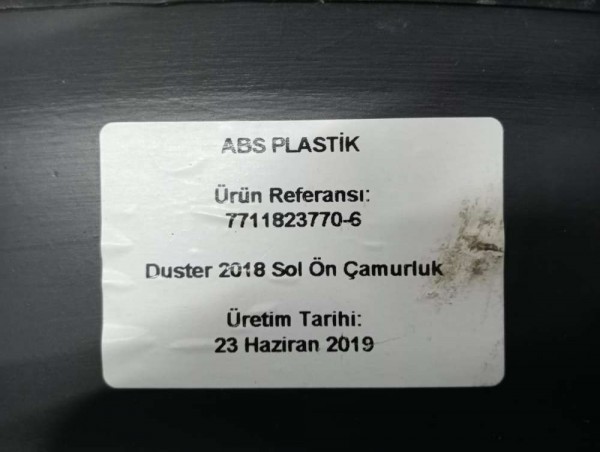 ABS PLASTİK
Ürün Referansı:
7711823770-6
Duster 2018 Sol Ön Çamurluk
Üretim Tarihi:
23 Haziran 2019